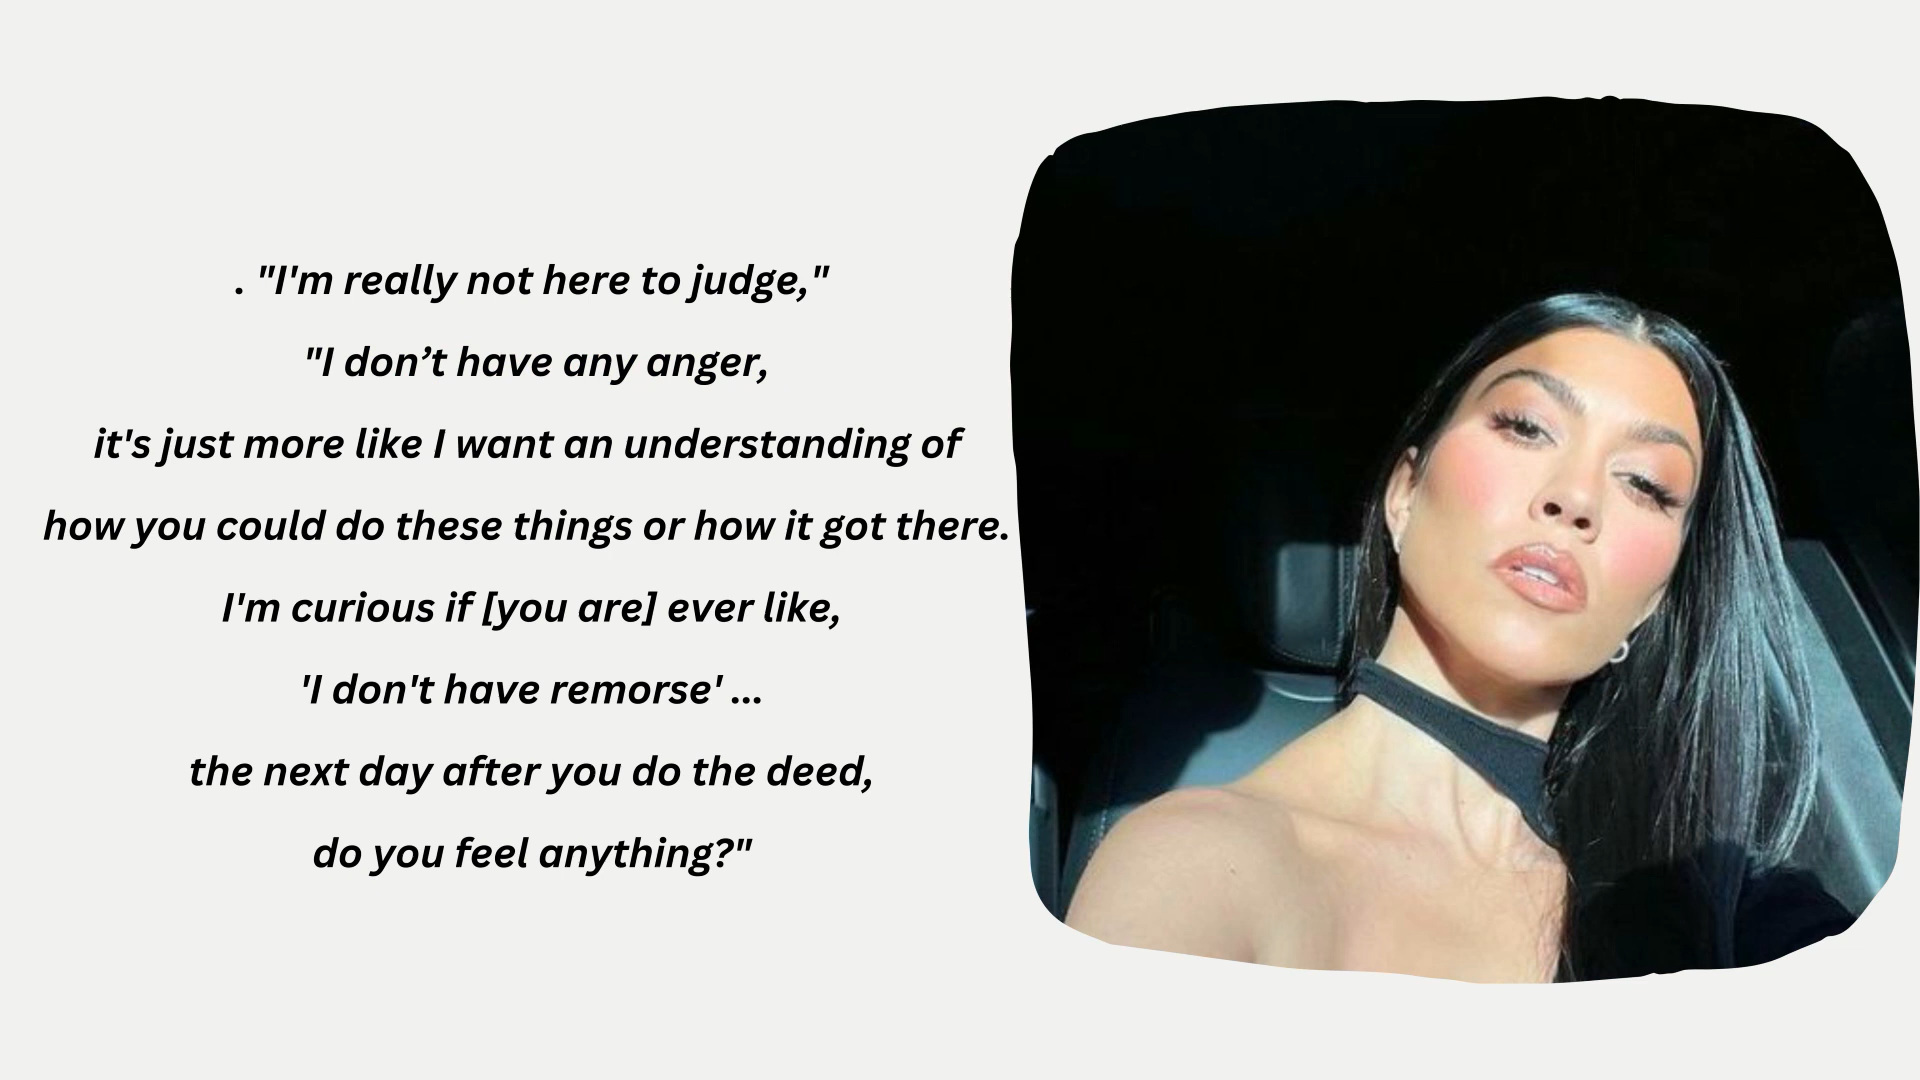 . "I'm really not here to judge,"
"I don’t have any anger,
it's just more like I want an understanding of
how you could do these things or how it got there.
I'm curious if [you are] ever like,
'I don't have remorse' ...
the next day after you do the deed,
do you feel anything?"